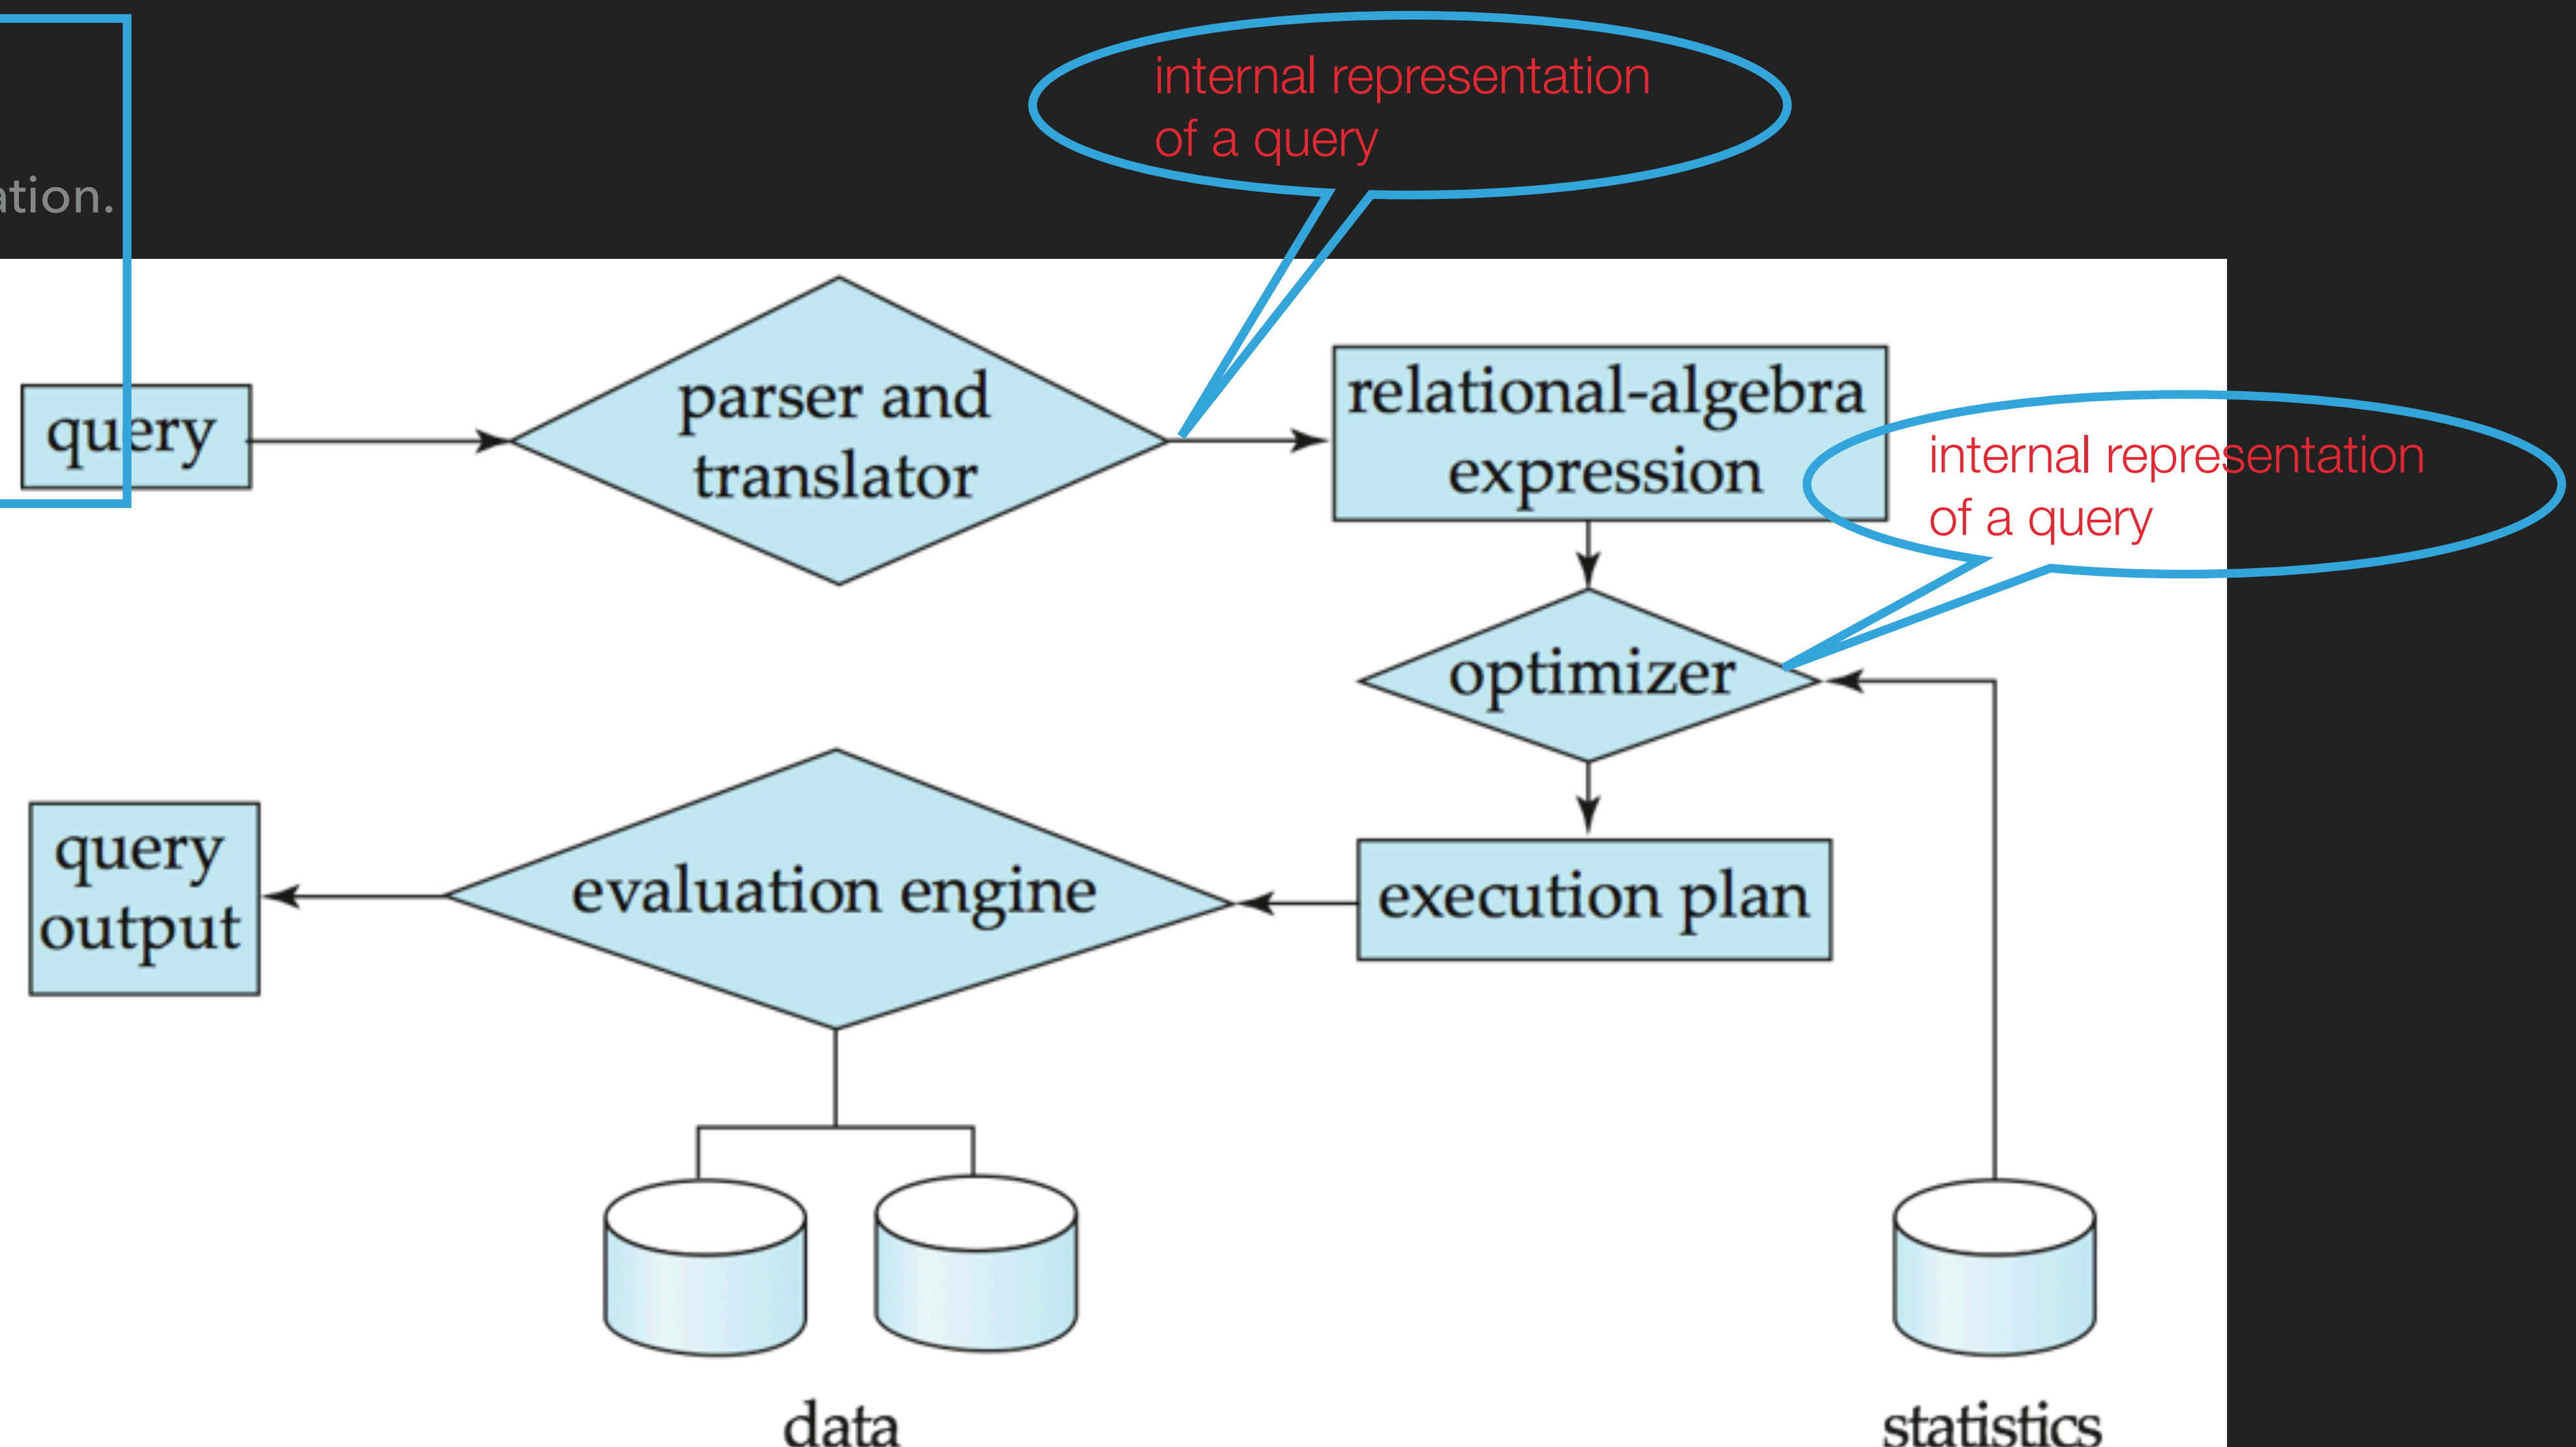 internal representation
of a query
ation.
query
parser and
translator
relational-algebra
expression
internal representation
of a query
optimizer
query
output
evaluation engine
execution plan
data
statistics